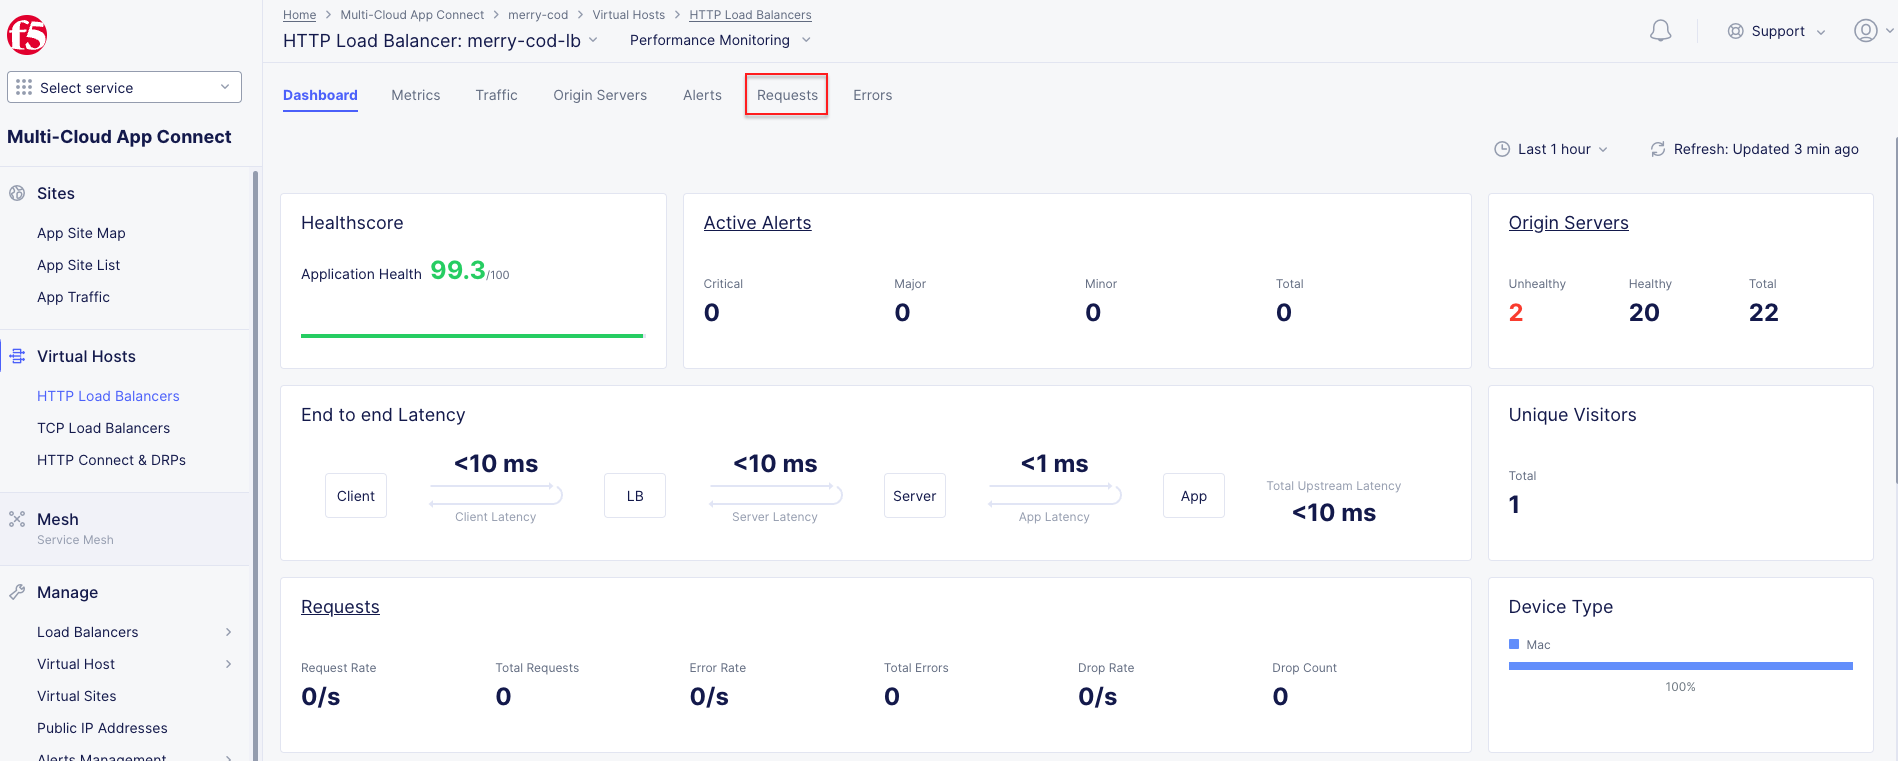 f5
Select service
Multi-Cloud App Connect
Sites
App Site Map
App Site List
App Traffic
Virtual Hosts
HTTP Load Balancers
TCP Load Balancers
HTTP Connect & DRPs
Mesh
Service Mesh
Manage
Load Balancers
Virtual Host
Virtual Sites
Public IP Addresses
Alerts Management
Home > Multi-Cloud App Connect > merry-cod > Virtual Hosts > HTTP Load Balancers
HTTP Load Balancer: merry-cod-lb Performance Monitoring
Support
Dashboard Metrics Traffic Origin Servers Alerts Requests Errors
Last 1 hour Refresh: Updated 3 min ago
Healthscore
Application Health 99.3/100
Active Alerts
Critical Major Minor Total
0 0 0 0
Origin Servers
Unhealthy Healthy Total
2 20 22
End to end Latency
<10 ms <10 ms <1 ms
Client LB Server App
Client Latency Server Latency App Latency
Total Upstream Latency
<10 ms
Unique Visitors
Total
1
Requests
Request Rate Total Requests Error Rate Total Errors Drop Rate Drop Count
0/s 0 0/s 0 0/s 0
Device Type
Mac
100%